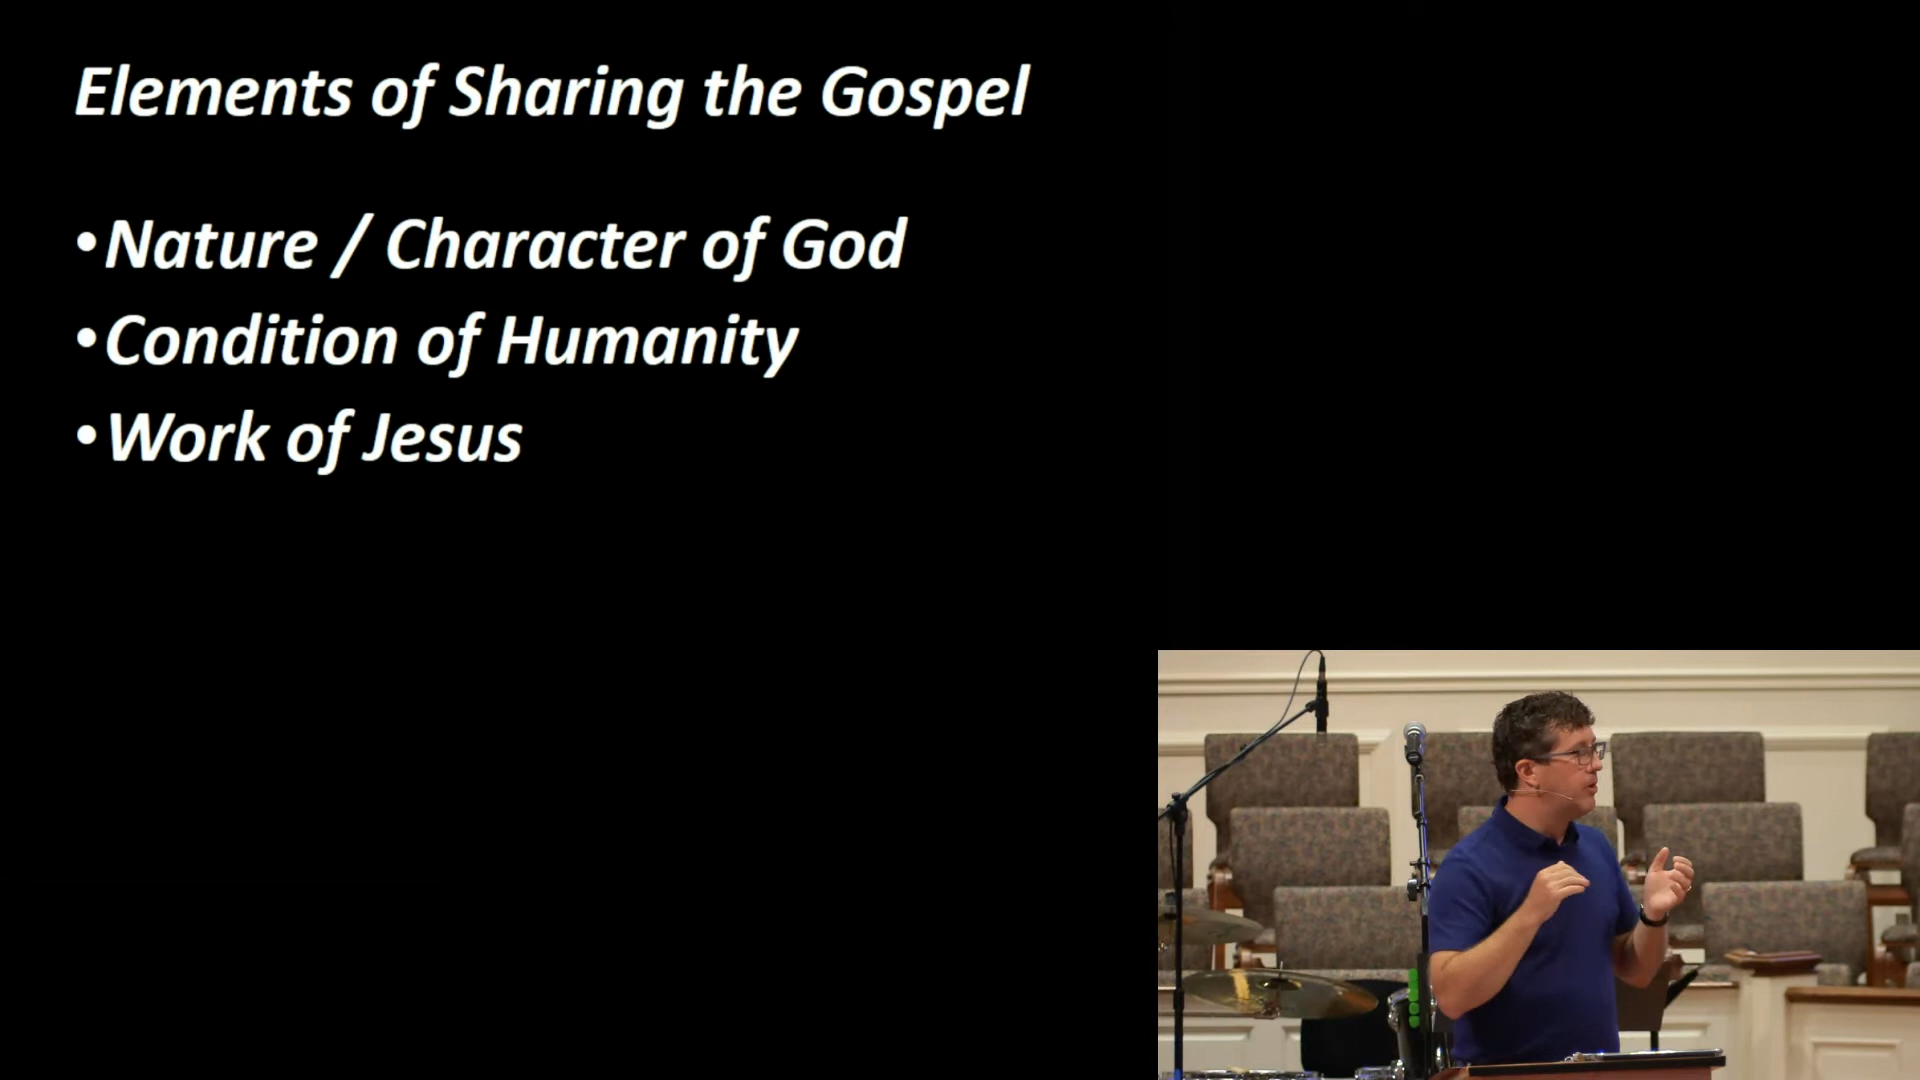 Elements of Sharing the Gospel
•Nature / Character of God
•Condition of Humanity
•Work of Jesus